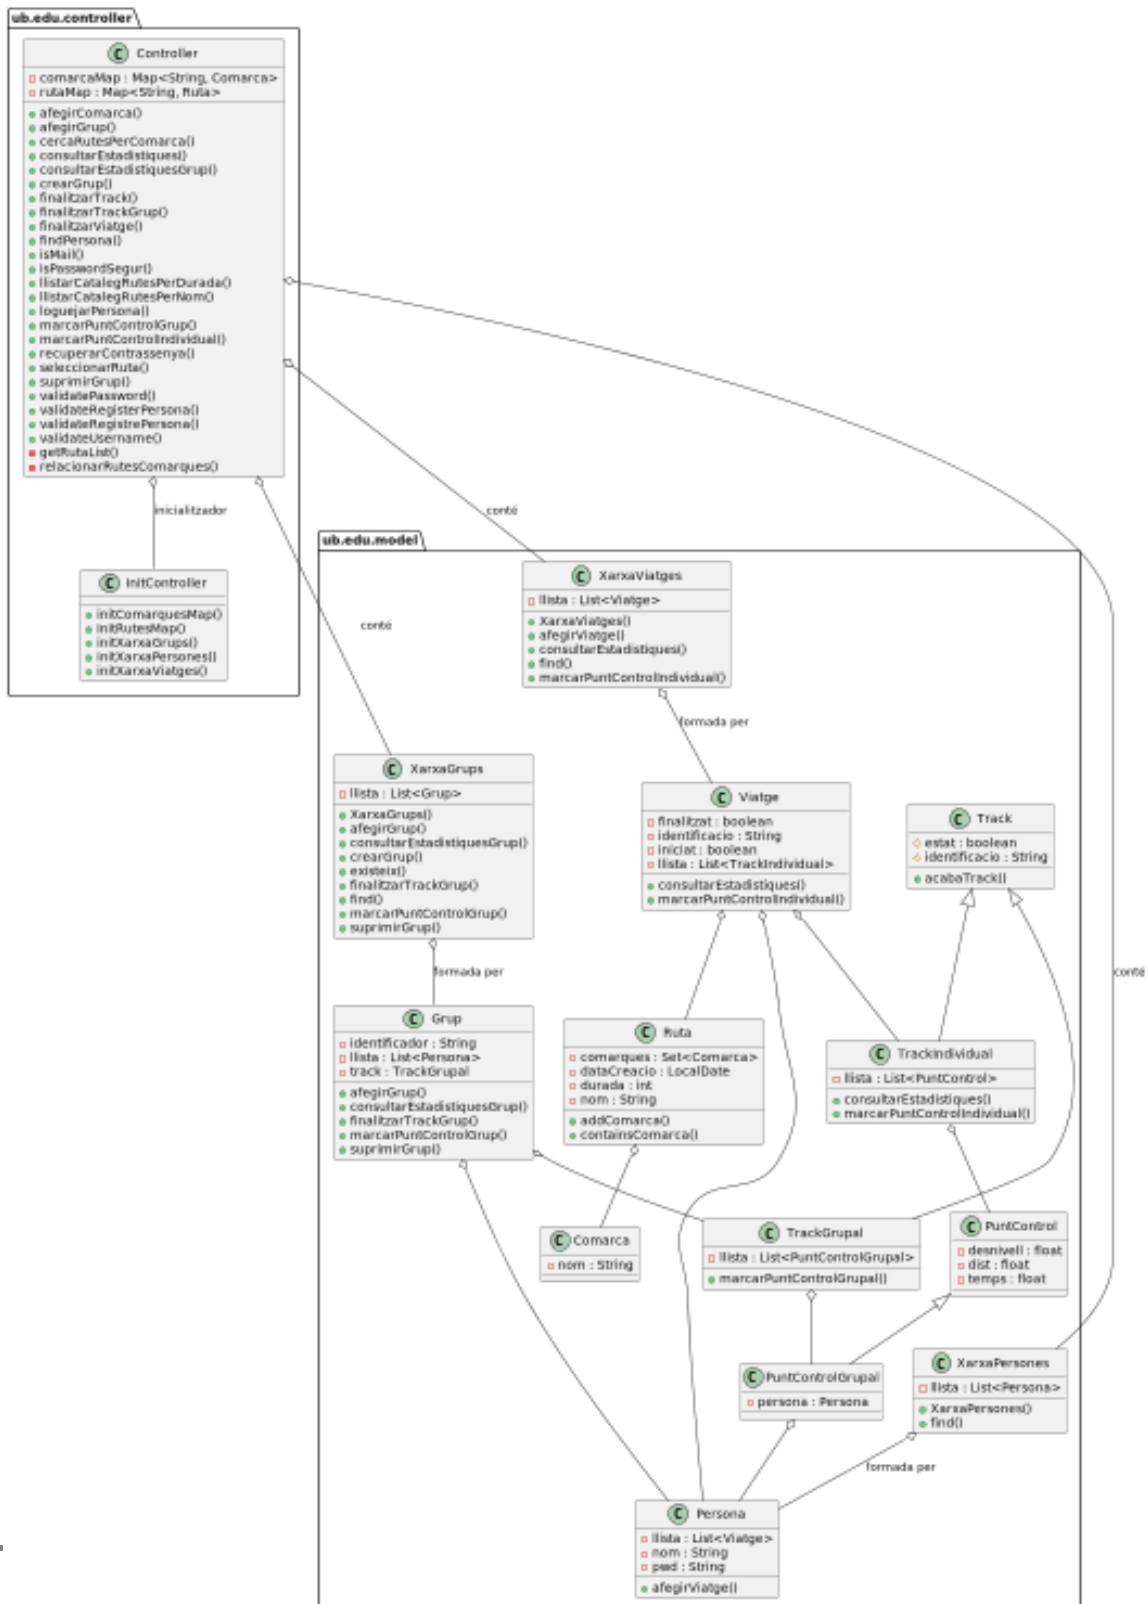 ub.edu.controller
C Controller
comarcaMap : Map<String, Comarca>
rutaMap : Map<String, Ruta>
afegirComarca()
afegirGrup()
cercaRutesPerComarca()
consultarEstadistiques()
consultarEstadistiquesGrup()
crearGrup()
finalitzarTrack()
finalitzarTrackGrup()
finalitzarViatge()
findPersona()
isMail()
isPasswordSegur()
llistarCatalegRutesPerDurada()
llistarCatalegRutesPerNom()
loguejarPersona()
marcarPuntControlGrup()
marcarPuntControlIndividual()
recuperarContrassenya()
seleccionarRuta()
suprimirGrup()
validatePassword()
validateRegisterPersona()
validateRegistrePersona()
validateUsername()
getRutaList()
relacionarRutesComarques()
inicialitzador
conté
C InitController
initComarquesMap()
initRutesMap()
initXarxaGrups()
initXarxaPersones()
initXarxaViatges()
ub.edu.model
conté
C XarxaViatges
llista : List<Viatge>
XarxaViatges()
afegirViatge()
consultarEstadistiques()
find()
marcarPuntControlIndividual()
formada per
C XarxaGrups
llista : List<Grup>
XarxaGrups()
afegirGrup()
consultarEstadistiquesGrup()
crearGrup()
existeix()
finalitzarTrackGrup()
find()
marcarPuntControlGrup()
suprimirGrup()
C Viatge
finalitzat : boolean
identificacio : String
iniciat : boolean
llista : List<TrackIndividual>
consultarEstadistiques()
marcarPuntControlIndividual()
C Track
estat : boolean
identificacio : String
acabaTrack()
formada per
conté
C Grup
identificador : String
llista : List<Persona>
track : TrackGrupal
afegirGrup()
consultarEstadistiquesGrup()
finalitzarTrackGrup()
marcarPuntControlGrup()
suprimirGrup()
C Ruta
comarques : Set<Comarca>
dataCreacio : LocalDate
durada : int
nom : String
addComarca()
containsComarca()
C TrackIndividual
llista : List<PuntControl>
consultarEstadistiques()
marcarPuntControlIndividual()
C Comarca
nom : String
C TrackGrupal
llista : List<PuntControlGrupal>
marcarPuntControlGrupal()
C PuntControl
desnivell : float
dist : float
temps : float
C PuntControlGrupal
persona : Persona
C XarxaPersones
llista : List<Persona>
XarxaPersones()
find()
formada per
C Persona
llista : List<Viatge>
nom : String
pwd : String
afegirViatge()